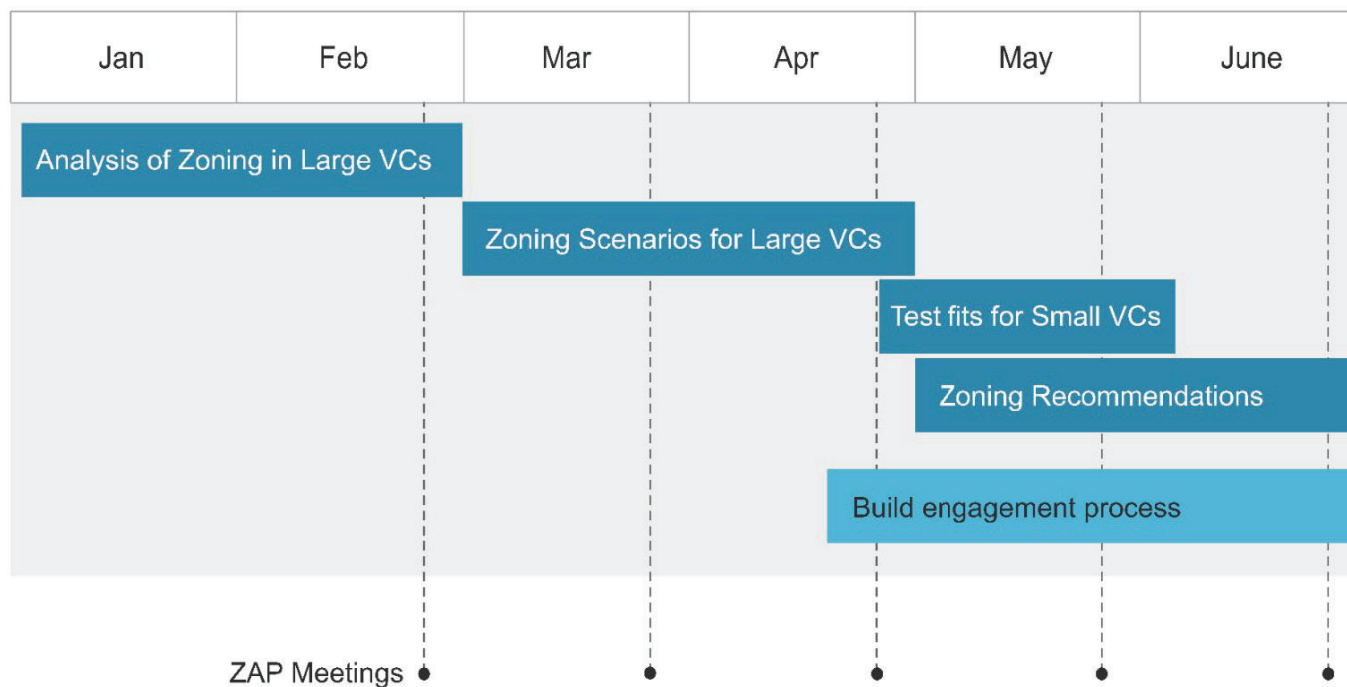 Jan Feb Mar Apr May June
Analysis of Zoning in Large VCs
Zoning Scenarios for Large VCs
Test fits for Small VCs
Zoning Recommendations
Build engagement process
ZAP Meetings